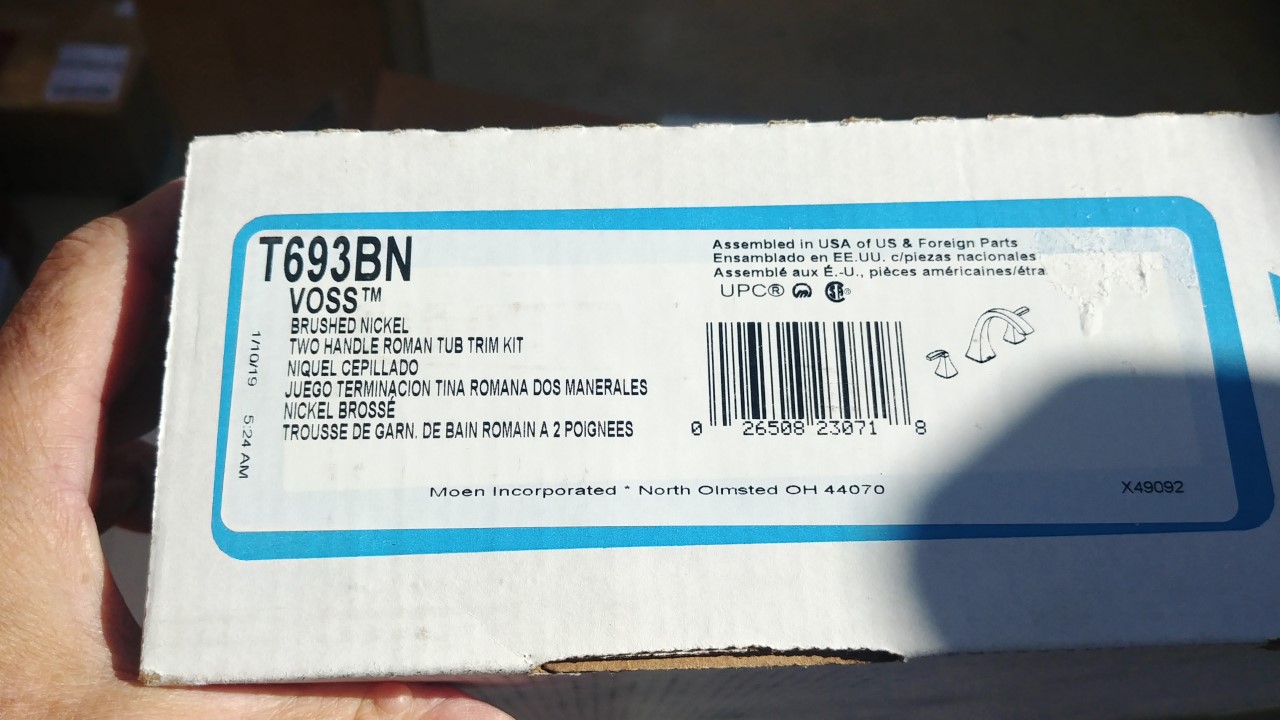 T693BN
VOSS™
BRUSHED NICKEL
TWO HANDLE ROMAN TUB TRIM KIT
NIQUEL CEPILLADO
JUEGO TERMINACIÓN TINA ROMANA DOS MANERALES
NICKEL BROSSÉ
TROUSSE DE GARN. DE BAIN ROMAIN A 2 POIGNEES
1/10/19 5:24 AM
Assembled in USA of US & Foreign Parts
Ensamblado en EE.UU. c/piezas nacionales
Assemblé aux É.-U., pièces américaines/étra
UPC®
0 26508 23071 8
Moen Incorporated * North Olmsted OH 44070
X49092